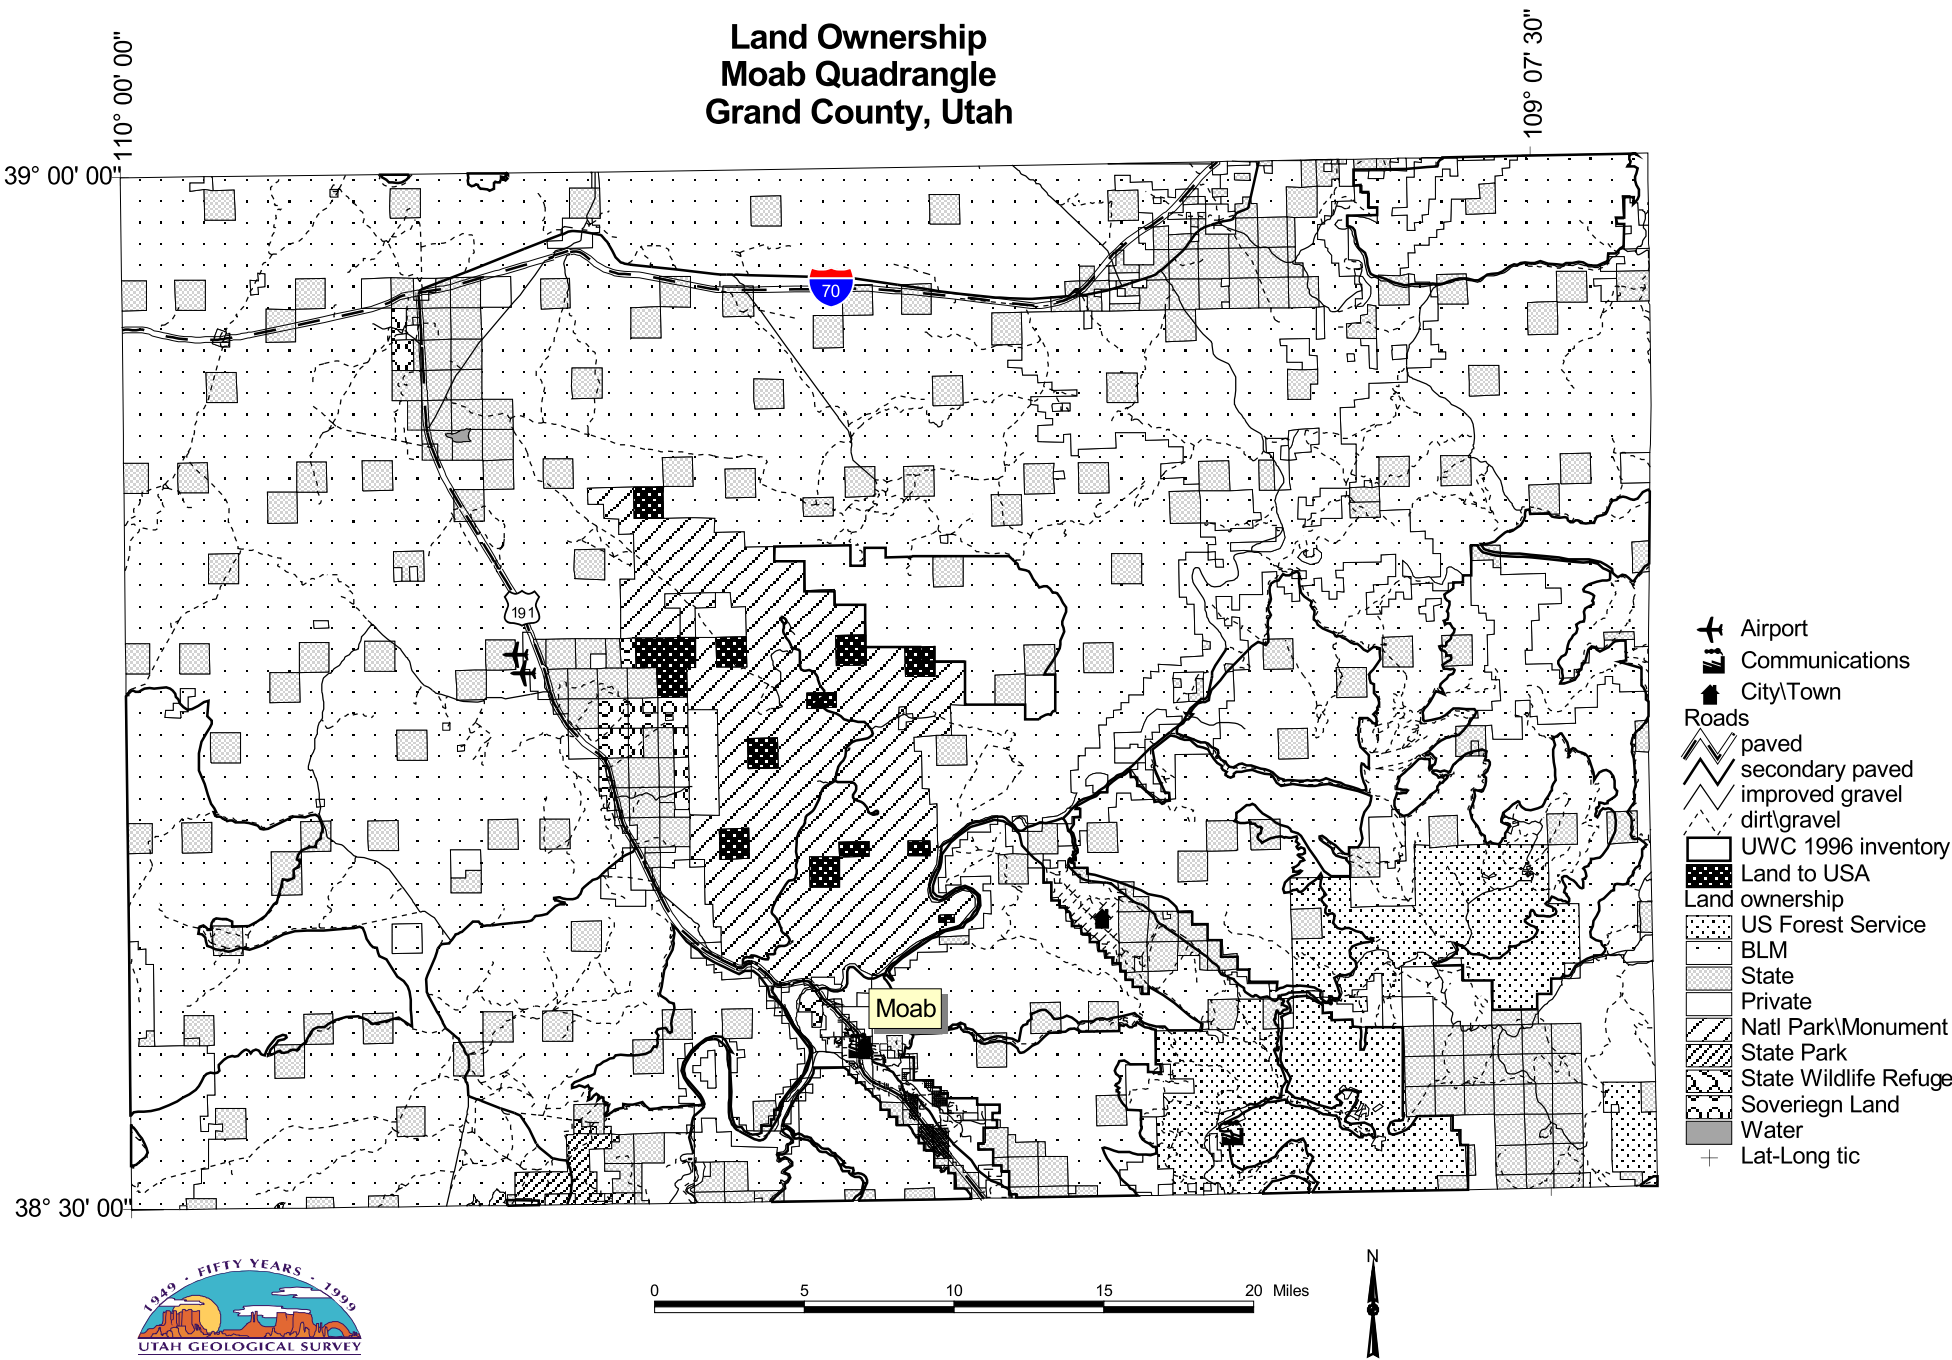 Land Ownership
Moab Quadrangle
Grand County, Utah
110° 00' 00"
109° 07' 30"
39° 00' 00"
70
191
Moab
38° 30' 00"
Airport
Communications
City\Town
Roads
paved
secondary paved
improved gravel
dirt\gravel
UWC 1996 inventory
Land to USA
Land ownership
US Forest Service
BLM
State
Private
Natl Park\Monument
State Park
State Wildlife Refuge
Soveriegn Land
Water
Lat-Long tic
1949 - FIFTY YEARS - 1999
UTAH GEOLOGICAL SURVEY
0 5 10 15 20 Miles
N